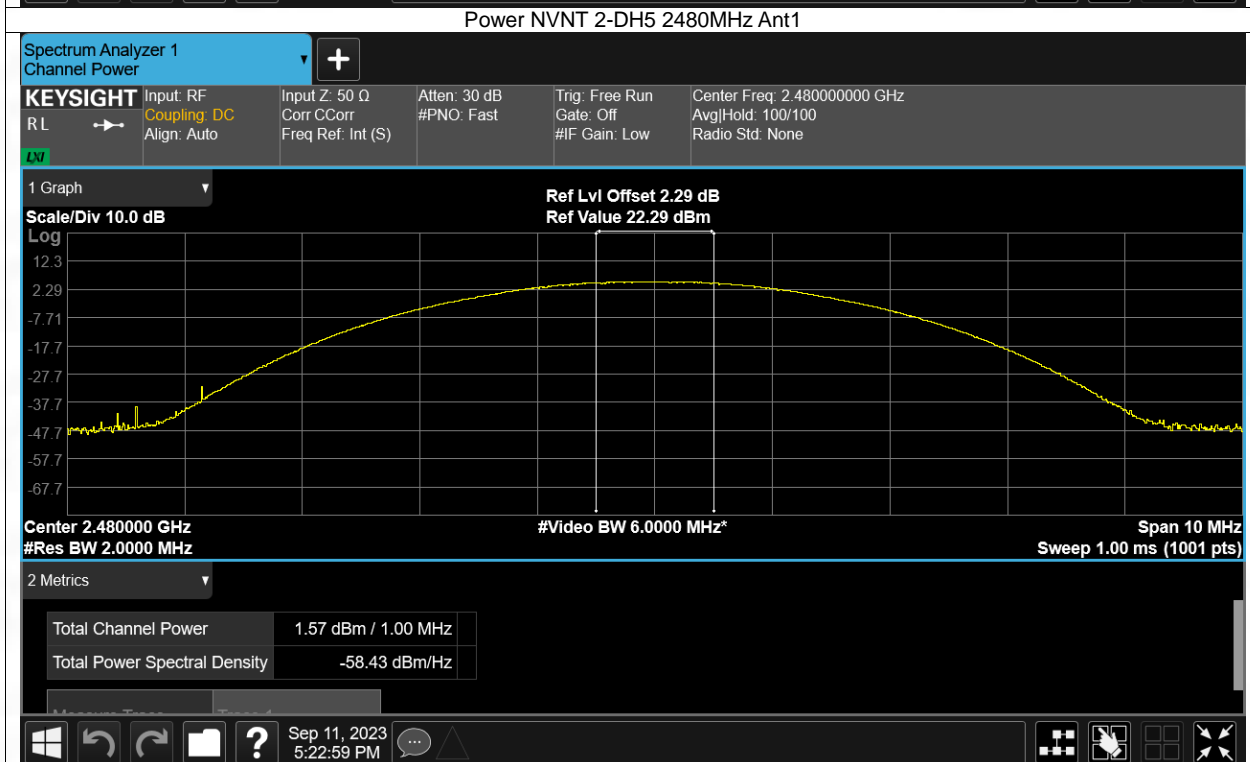 Power NVNT 2-DH5 2480MHz Ant1
Spectrum Analyzer 1
Channel Power
KEYSIGHT
RL
LXI
Input: RF
Coupling: DC
Align: Auto
Input Z: 50 Ω
Corr CCorr
Freq Ref: Int (S)
Atten: 30 dB
#PNO: Fast
Trig: Free Run
Gate: Off
#IF Gain: Low
Center Freq: 2.480000000 GHz
Avg|Hold: 100/100
Radio Std: None
1 Graph
Scale/Div 10.0 dB
Ref Lvl Offset 2.29 dB
Ref Value 22.29 dBm
Log
12.3
2.29
-7.71
-17.7
-27.7
-37.7
-47.7
-57.7
-67.7
Center 2.480000 GHz
#Video BW 6.0000 MHz*
Span 10 MHz
#Res BW 2.0000 MHz
Sweep 1.00 ms (1001 pts)
2 Metrics
Total Channel Power 1.57 dBm / 1.00 MHz
Total Power Spectral Density -58.43 dBm/Hz
?
Sep 11, 2023
5:22:59 PM